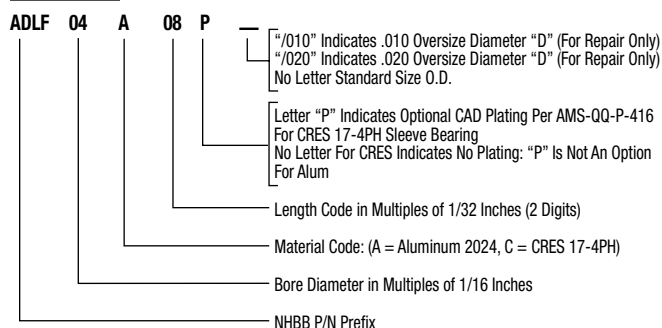 ADLF 04 A 08 P —
"/010" Indicates .010 Oversize Diameter "D" (For Repair Only)
"/020" Indicates .020 Oversize Diameter "D" (For Repair Only)
No Letter Standard Size O.D.
Letter "P" Indicates Optional CAD Plating Per AMS-QQ-P-416
For CRES 17-4PH Sleeve Bearing
No Letter For CRES Indicates No Plating: "P" Is Not An Option
For Alum
Length Code in Multiples of 1/32 Inches (2 Digits)
Material Code: (A = Aluminum 2024, C = CRES 17-4PH)
Bore Diameter in Multiples of 1/16 Inches
NHBB P/N Prefix